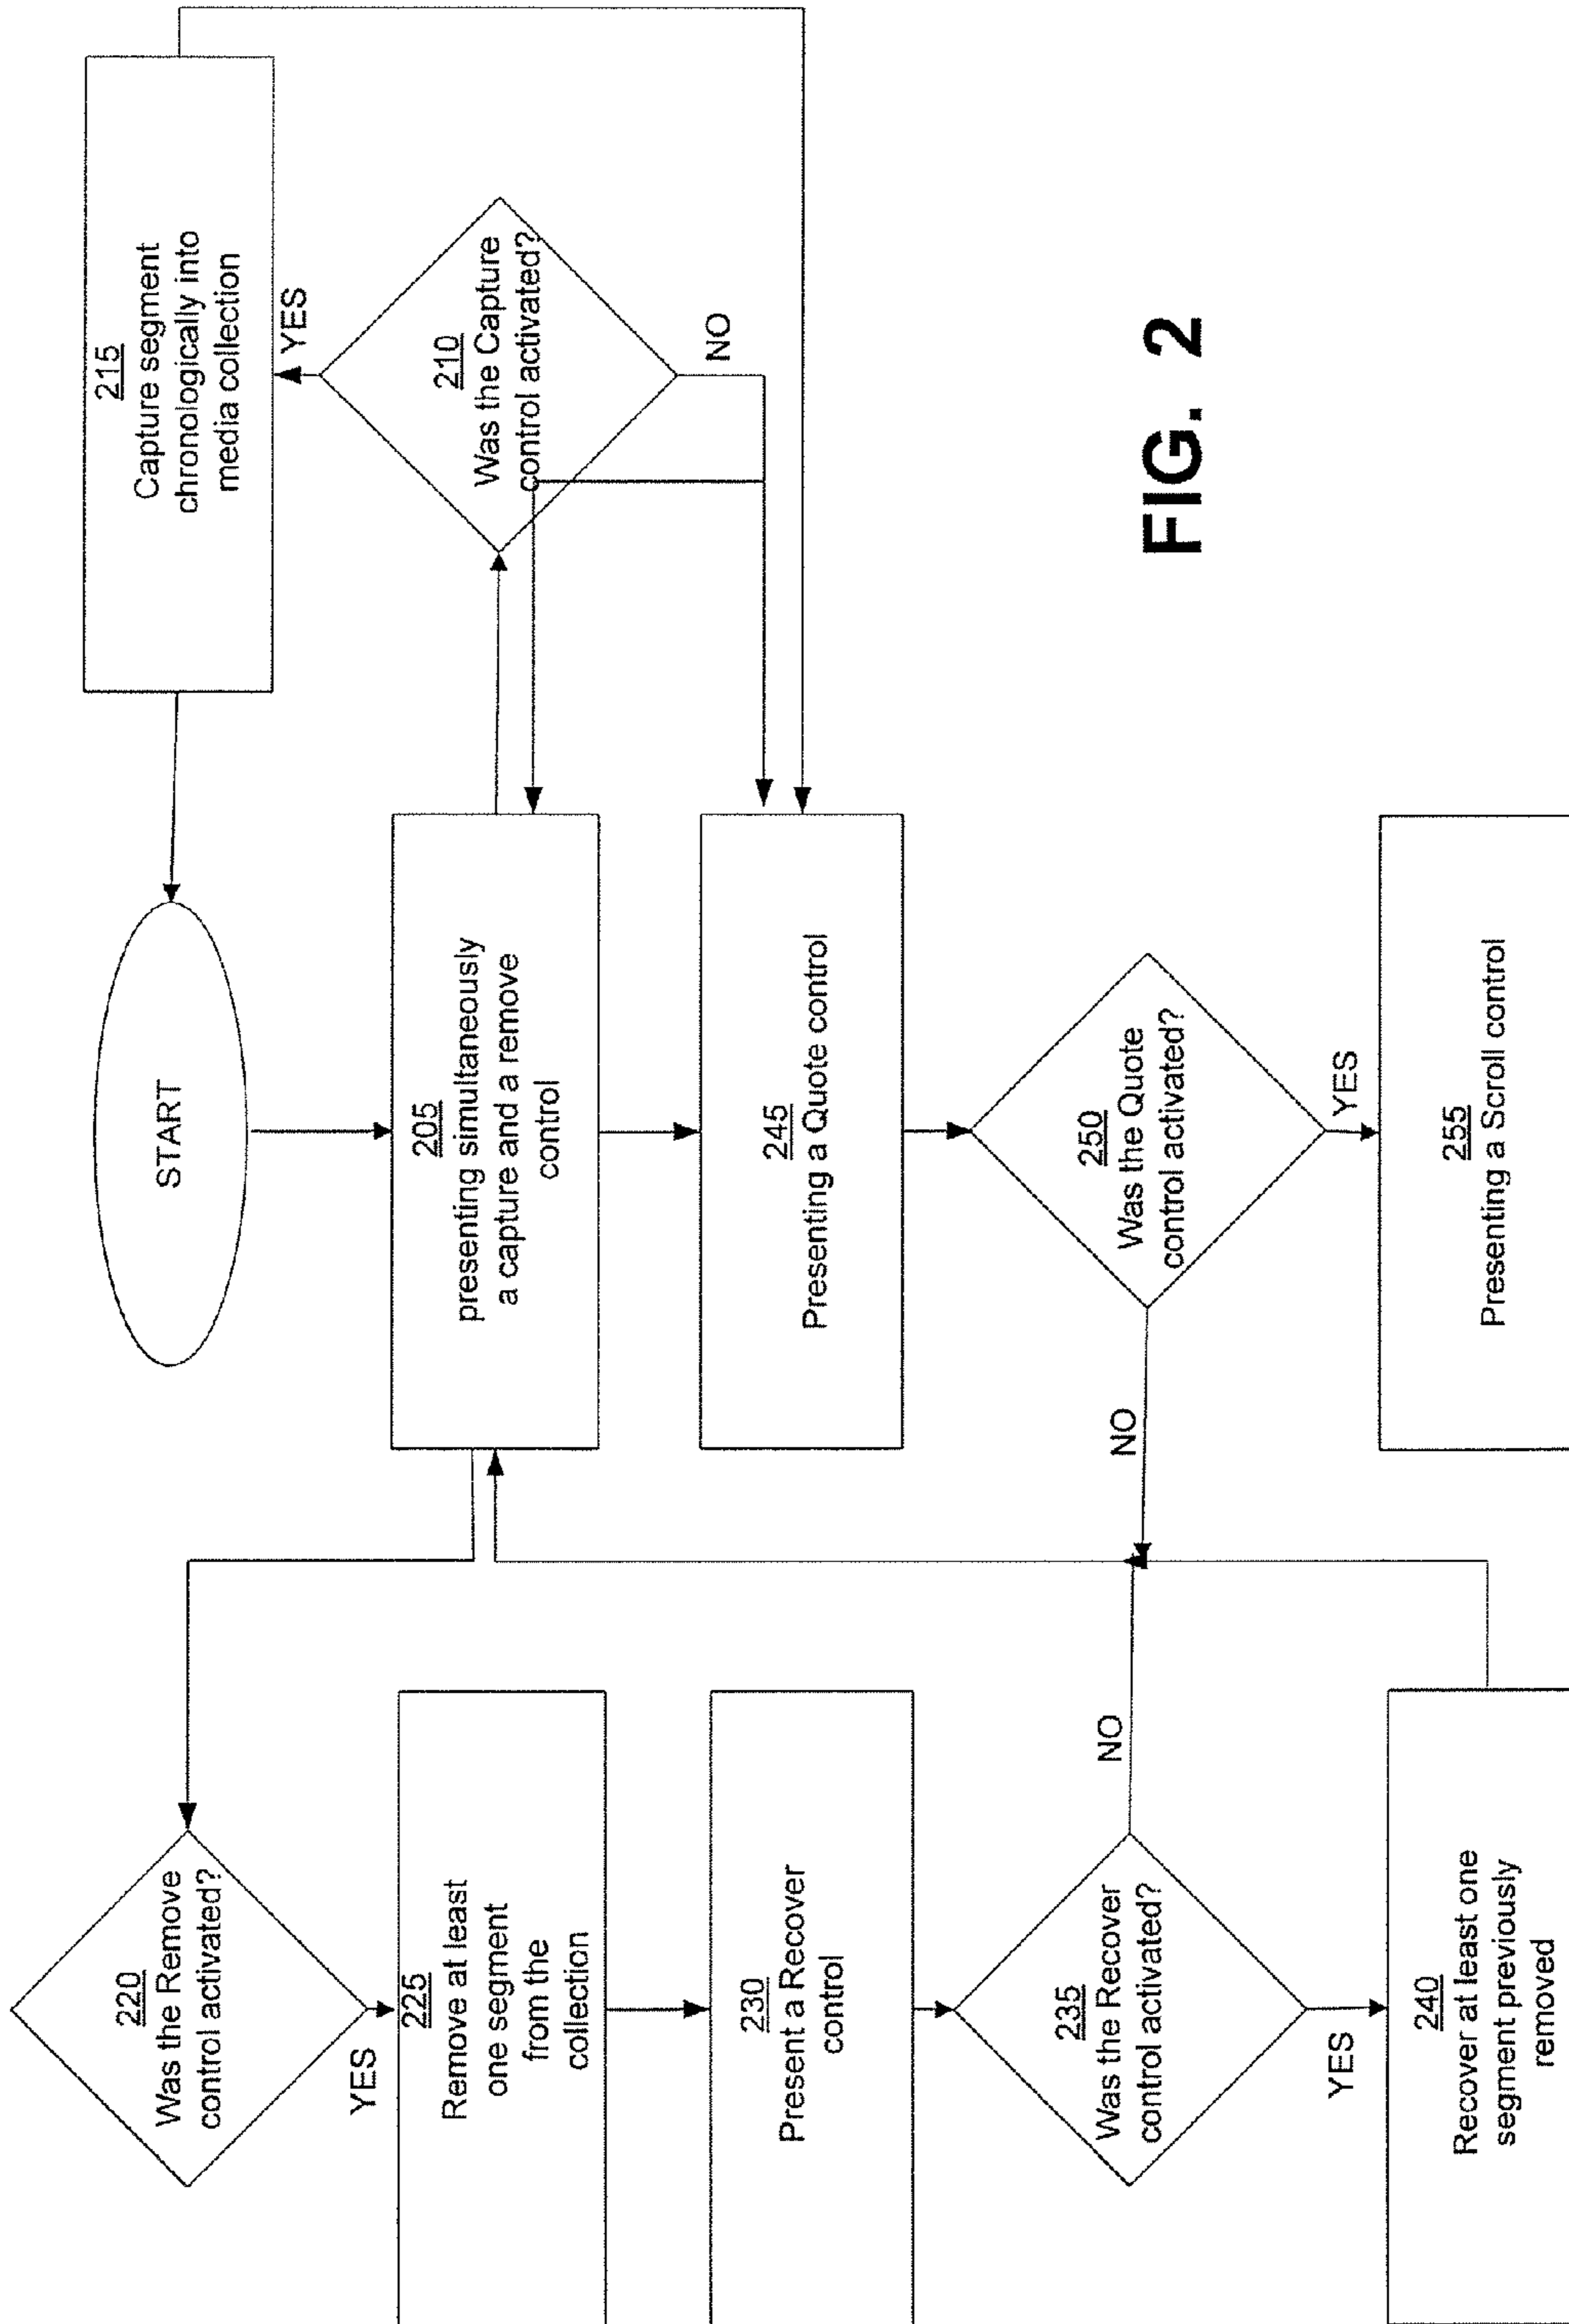 START
215
Capture segment
chronologically into
media collection
YES
210
Was the Capture
control activated?
NO
205
presenting simultaneously
a capture and a remove
control
245
Presenting a Quote control
250
Was the Quote
control activated?
NO
YES
255
Presenting a Scroll control
220
Was the Remove
control activated?
YES
225
Remove at least
one segment
from the
collection
230
Present a Recover
control
235
Was the Recover
control activated?
NO
YES
240
Recover at least one
segment previously
removed
FIG. 2